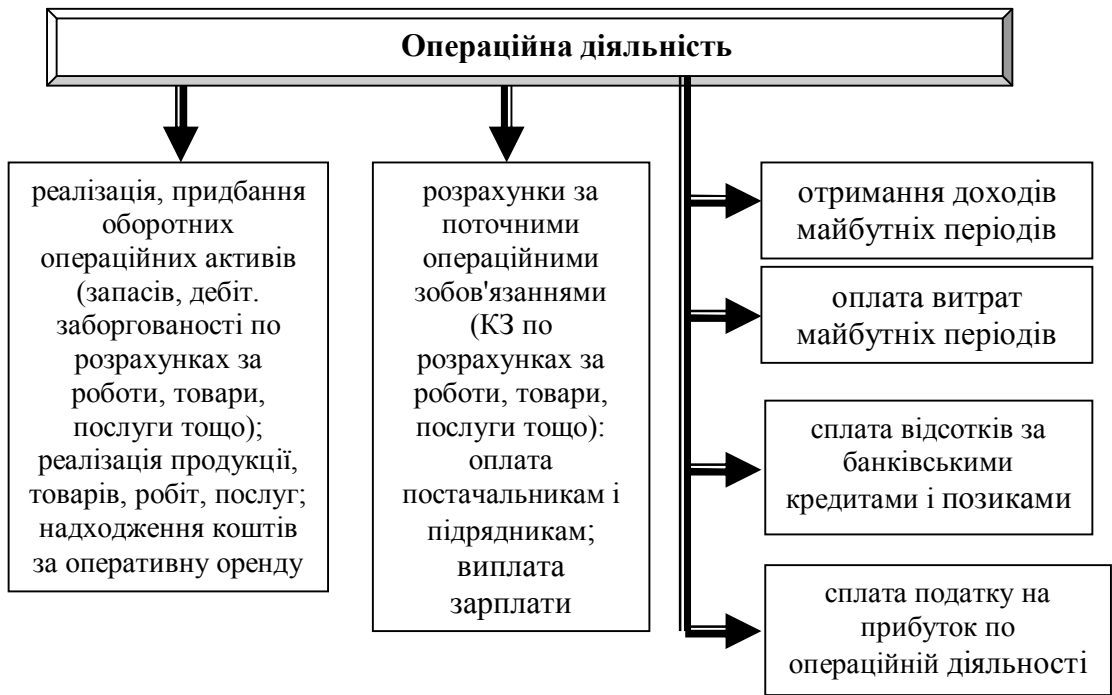 Операційна діяльність
реалізація, придбання
оборотних
операційних активів
(запасів, дебіт.
заборгованості по
розрахунках за
роботи, товари,
послуги тощо);
реалізація продукції,
товарів, робіт, послуг;
надходження коштів
за оперативну оренду
розрахунки за
поточними
операційними
зобов'язаннями
(КЗ по
розрахунках за
роботи, товари,
послуги тощо):
оплата
постачальникам і
підрядникам;
виплата
зарплати
отримання доходів
майбутніх періодів
оплата витрат
майбутніх періодів
сплата відсотків за
банківськими
кредитами і позиками
сплата податку на
прибуток по
операційній діяльності